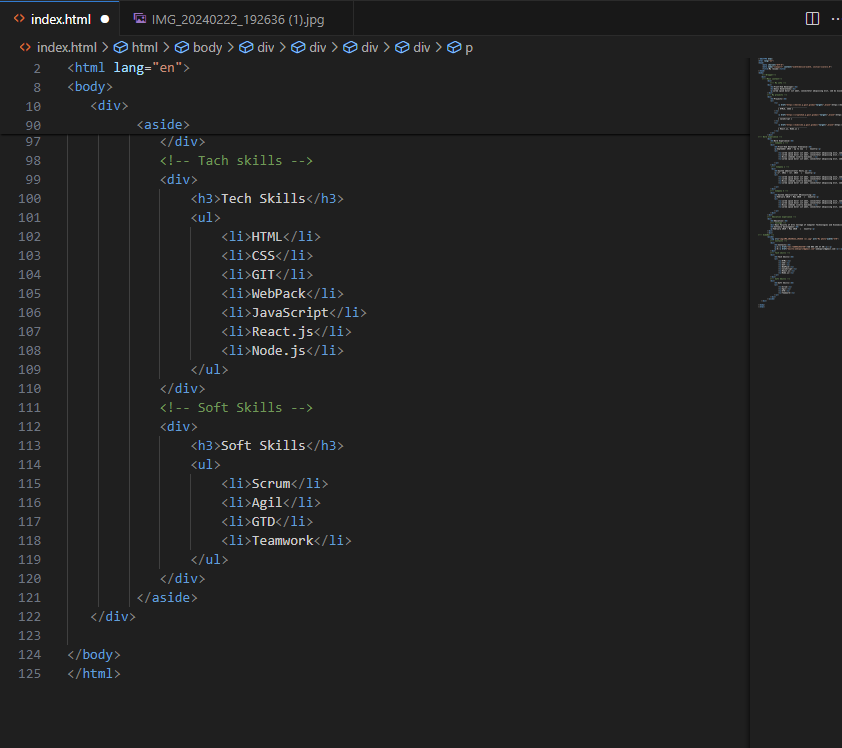 index.html
IMG_20240222_192636 (1).jpg
index.html > html > body > div > div > div > div > p
2 <html lang="en">
8 <body>
10 <div>
90 <aside>
97 </div>
98 <!-- Tach skills -->
99 <div>
100 <h3>Tech Skills</h3>
101 <ul>
102 <li>HTML</li>
103 <li>CSS</li>
104 <li>GIT</li>
105 <li>WebPack</li>
106 <li>JavaScript</li>
107 <li>React.js</li>
108 <li>Node.js</li>
109 </ul>
110 </div>
111 <!-- Soft Skills -->
112 <div>
113 <h3>Soft Skills</h3>
114 <ul>
115 <li>Scrum</li>
116 <li>Agil</li>
117 <li>GTD</li>
118 <li>Teamwork</li>
119 </ul>
120 </div>
121 </aside>
122 </div>
123
124 </body>
125 </html>